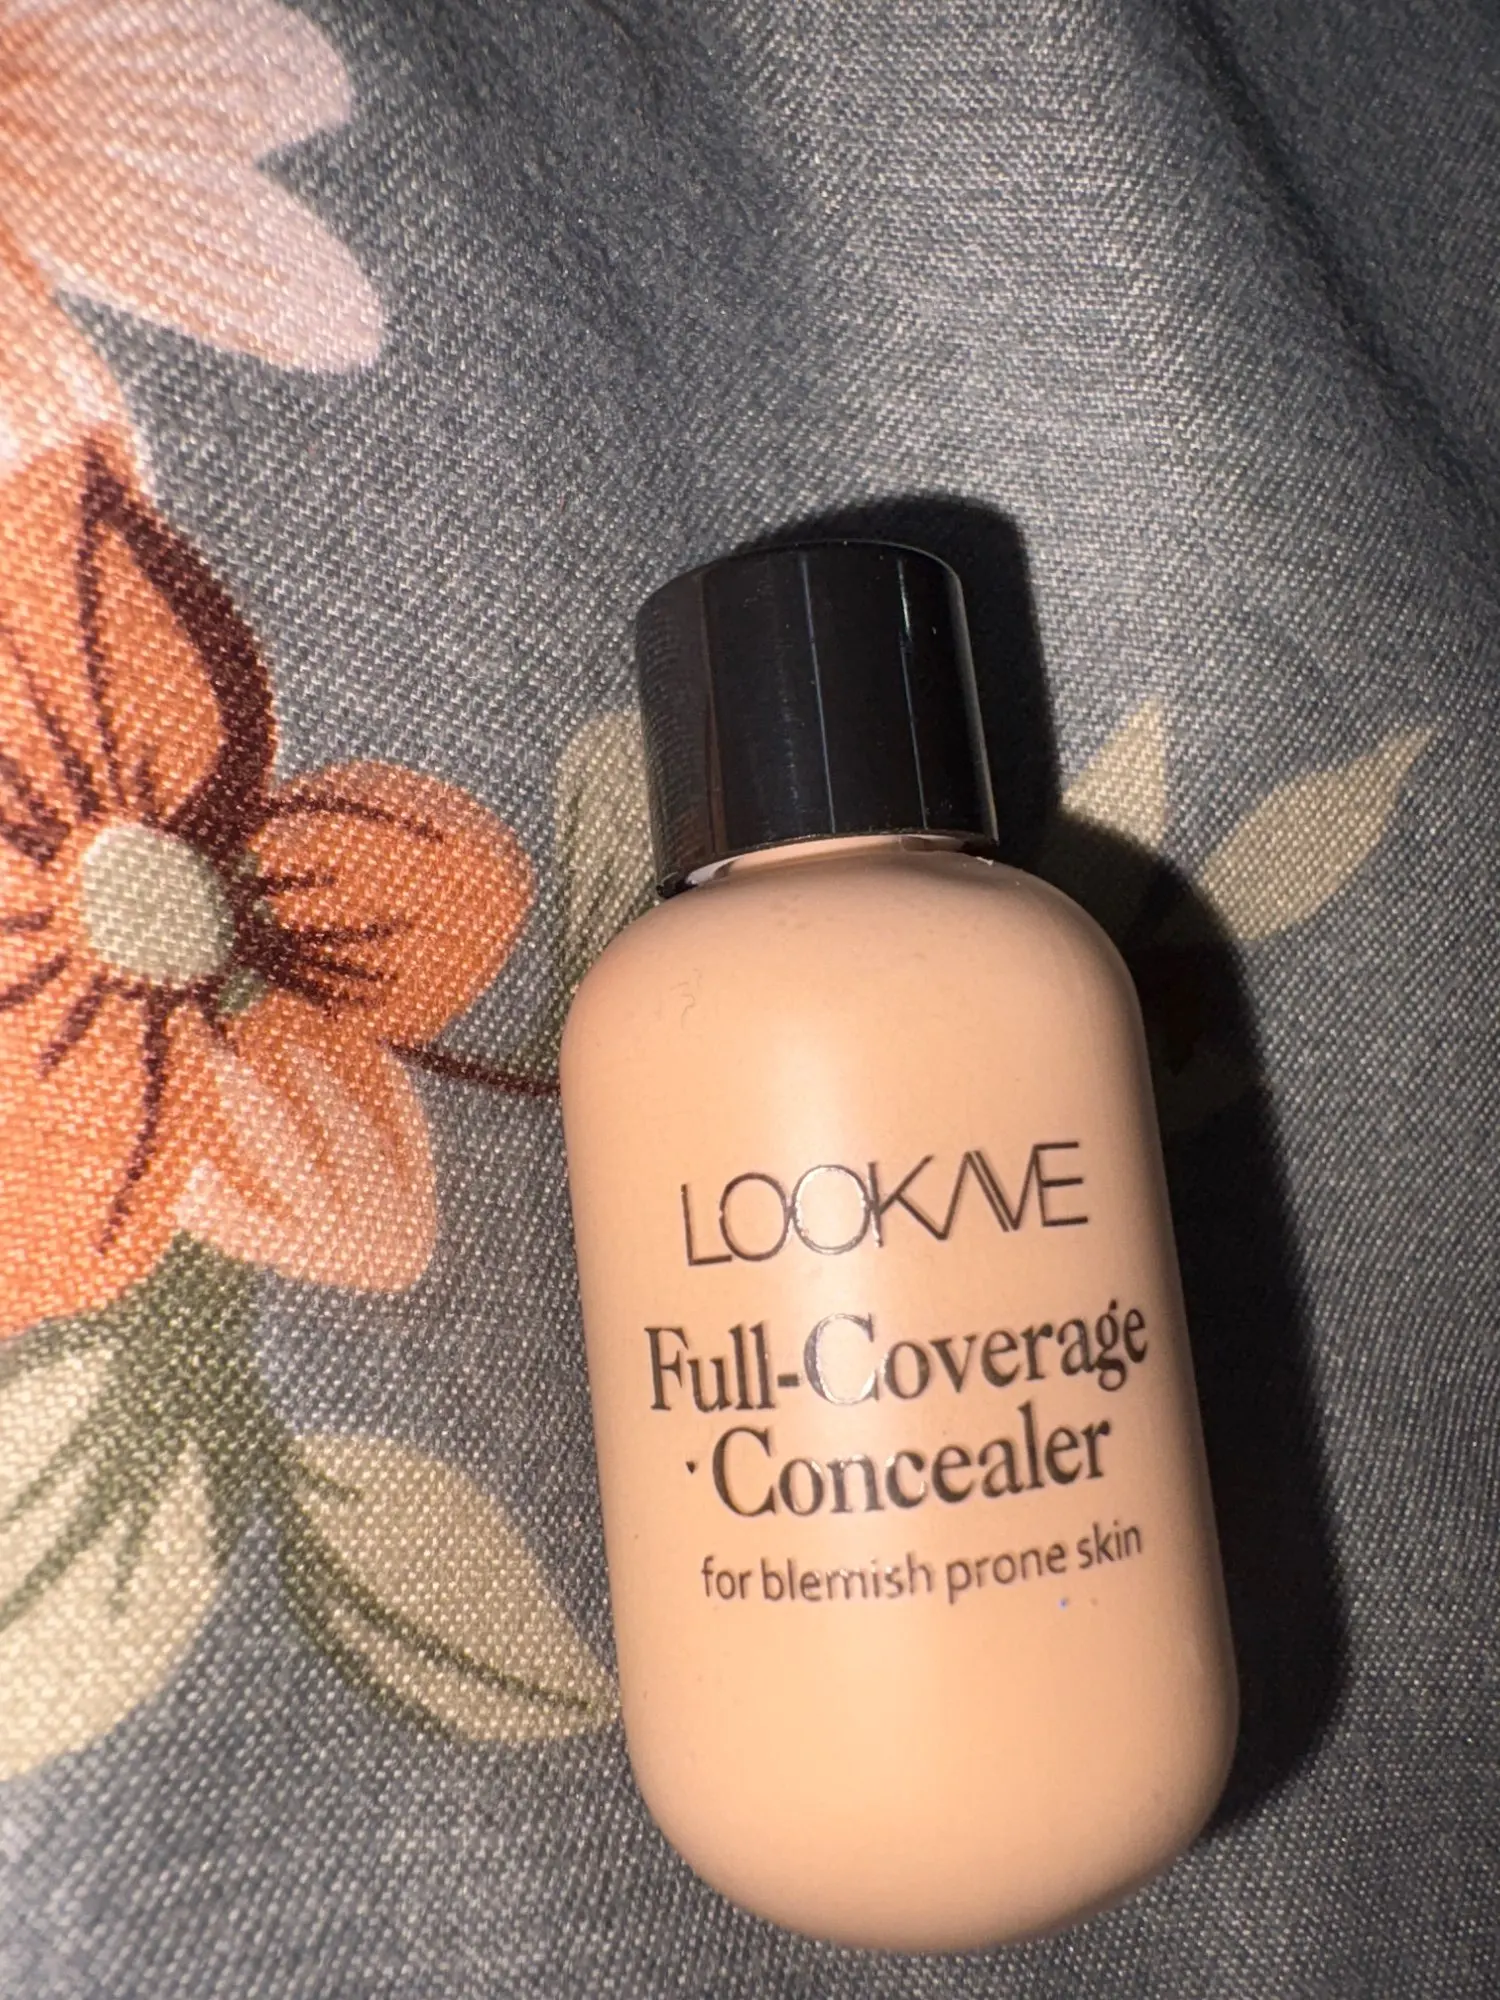 LOOKAVE
Full-Coverage
Concealer
for blemish prone skin